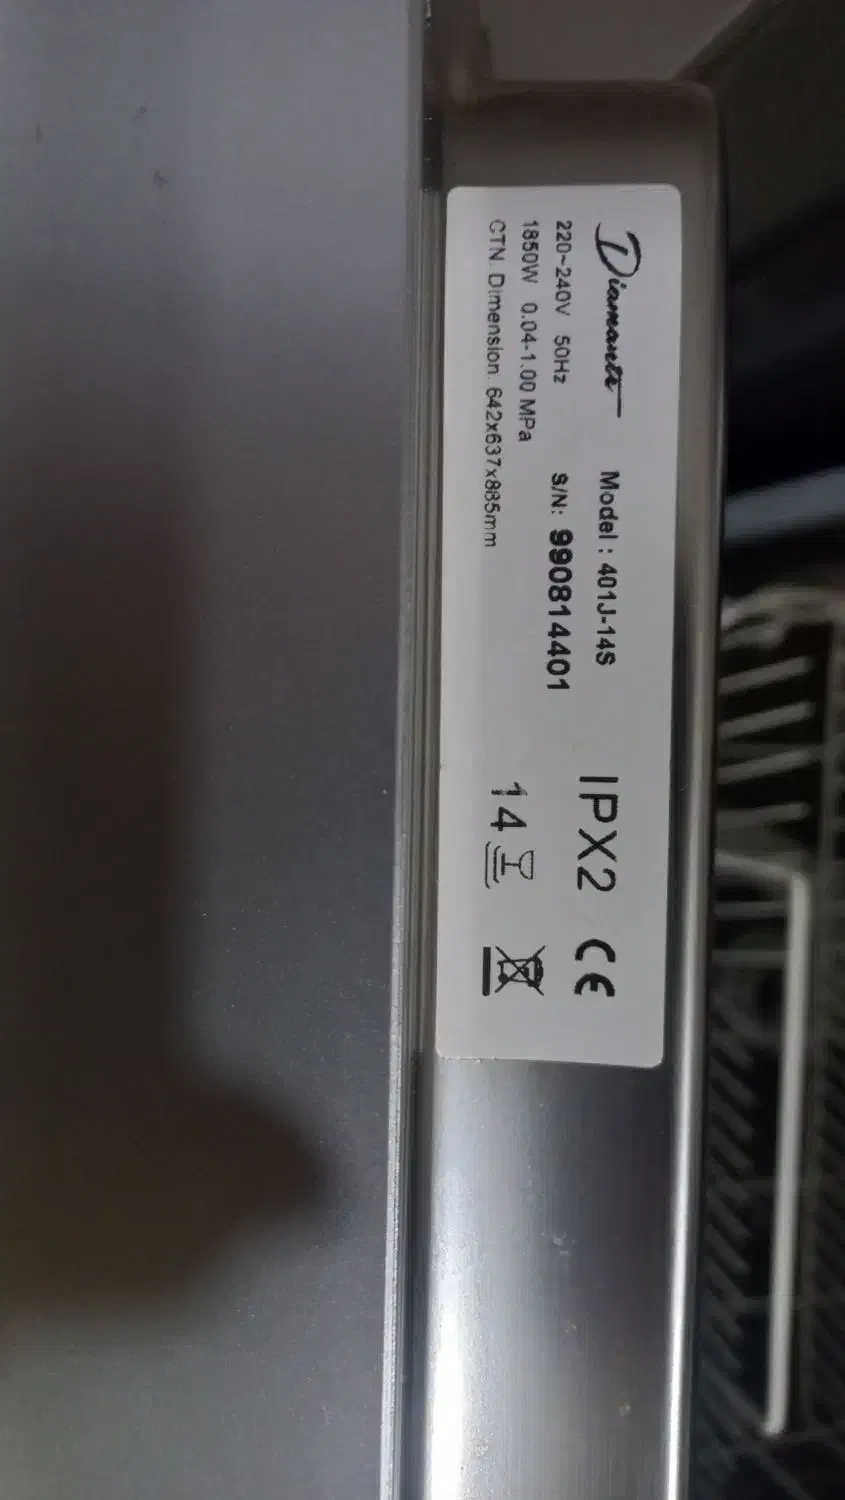 Diamante Model : 401J-14S IPX2 CE
220~240V 50Hz S/N: 990814401
1850W 0.04-1.00 MPa 14
CTN. Dimension. 642x637x885mm